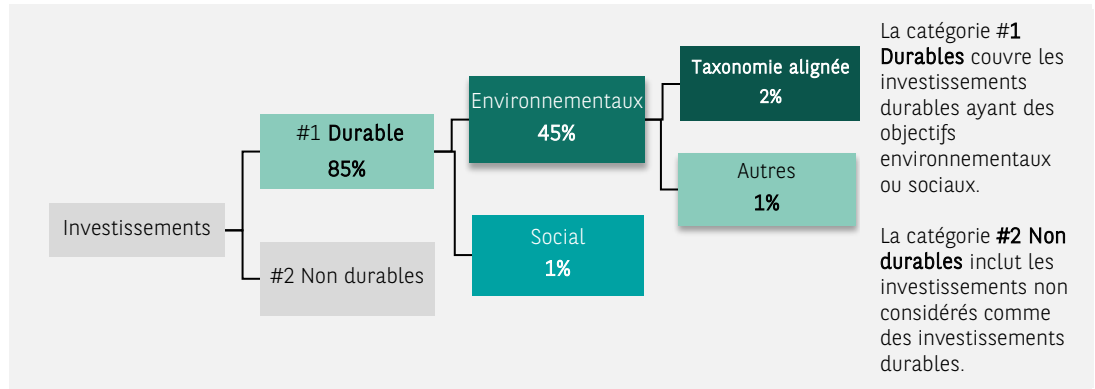 Investissements
#1 Durable
85%
#2 Non durables
Environnementaux
45%
Social
1%
Taxonomie alignée
2%
Autres
1%
La catégorie #1
Durables couvre les
investissements
durables ayant des
objectifs
environnementaux
ou sociaux.
La catégorie #2 Non
durables inclut les
investissements non
considérés comme
des investissements
durables.